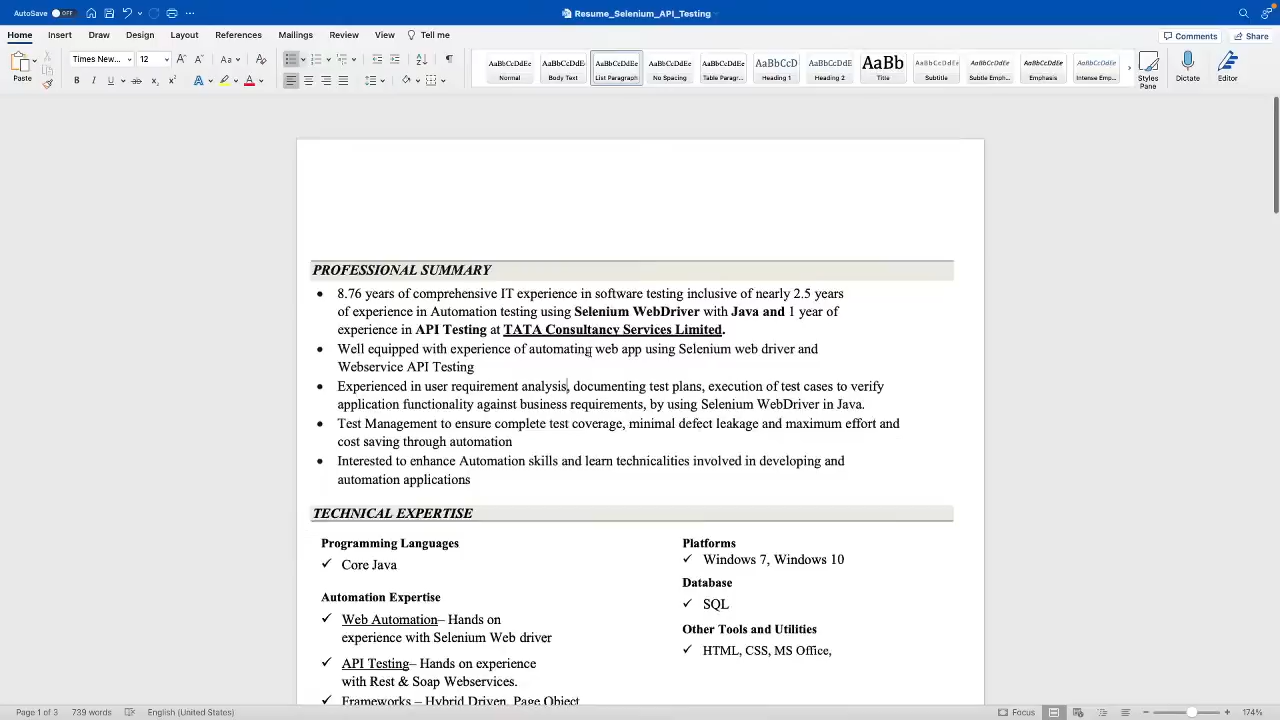 AutoSave OFF
Resume_Selenium_API_Testing
Home Insert Draw Design Layout References Mailings Review View Tell me
Comments Share
Times New... 12
Paste
AaBbCcDdEe AaBbCcDdEe AaBbCcDdEe AaBbCcDdEe AaBbCcDdEe AaBbCcD AaBbCcDdE AaBb AaBbCcDdEe AaBbCcDdEe AaBbCcDdEe AaBbCcDdEe
Normal Body Text List Paragraph No Spacing Table Paragr... Heading 1 Heading 2 Title Subtitle Subtle Emph... Emphasis Intense Emp...
Styles Pane
Dictate
Editor
PROFESSIONAL SUMMARY
● 8.76 years of comprehensive IT experience in software testing inclusive of nearly 2.5 years
of experience in Automation testing using Selenium WebDriver with Java and 1 year of
experience in API Testing at TATA Consultancy Services Limited.
● Well equipped with experience of automating web app using Selenium web driver and
Webservice API Testing
● Experienced in user requirement analysis, documenting test plans, execution of test cases to verify
application functionality against business requirements, by using Selenium WebDriver in Java.
● Test Management to ensure complete test coverage, minimal defect leakage and maximum effort and
cost saving through automation
● Interested to enhance Automation skills and learn technicalities involved in developing and
automation applications
TECHNICAL EXPERTISE
Programming Languages
✓ Core Java
Automation Expertise
✓ Web Automation– Hands on
experience with Selenium Web driver
✓ API Testing– Hands on experience
with Rest & Soap Webservices.
✓ Frameworks – Hybrid Driven, Page Object
Platforms
✓ Windows 7, Windows 10
Database
✓ SQL
Other Tools and Utilities
✓ HTML, CSS, MS Office,
Page 1 of 3 739 words English (United States) Focus 174%